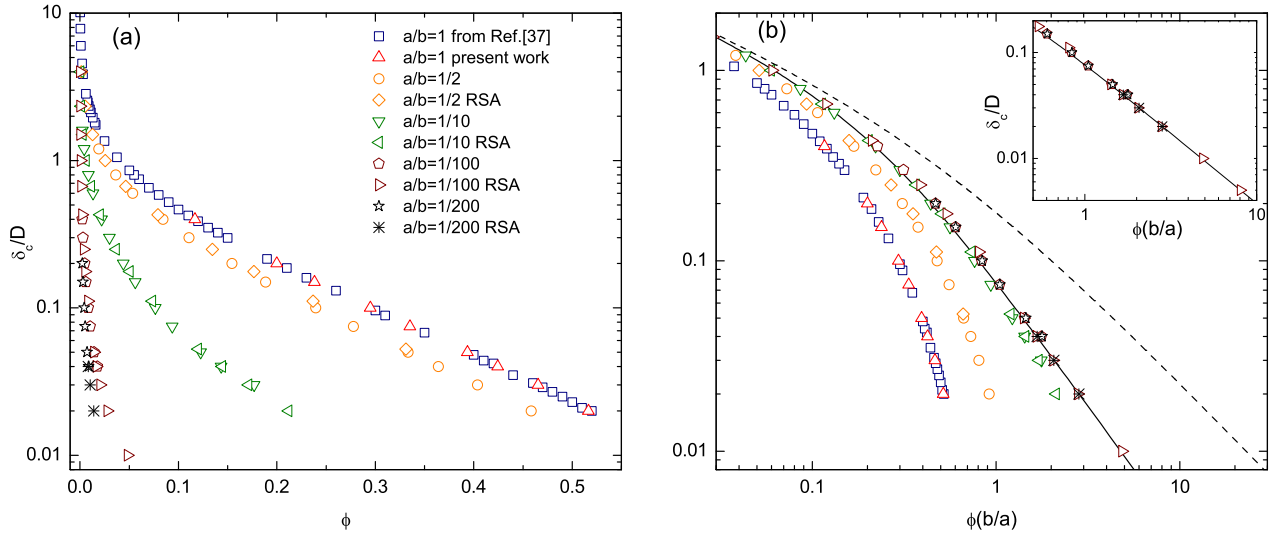 (a)
a/b=1 from Ref.[37]
a/b=1 present work
a/b=1/2
a/b=1/2 RSA
a/b=1/10
a/b=1/10 RSA
a/b=1/100
a/b=1/100 RSA
a/b=1/200
a/b=1/200 RSA
10
1
0.1
0.01
δc/D
0.0 0.1 0.2 0.3 0.4 0.5
ϕ
(b)
1
0.1
0.01
δc/D
0.1 1 10
ϕ(b/a)
0.1
0.01
δc/D
1 10
ϕ(b/a)